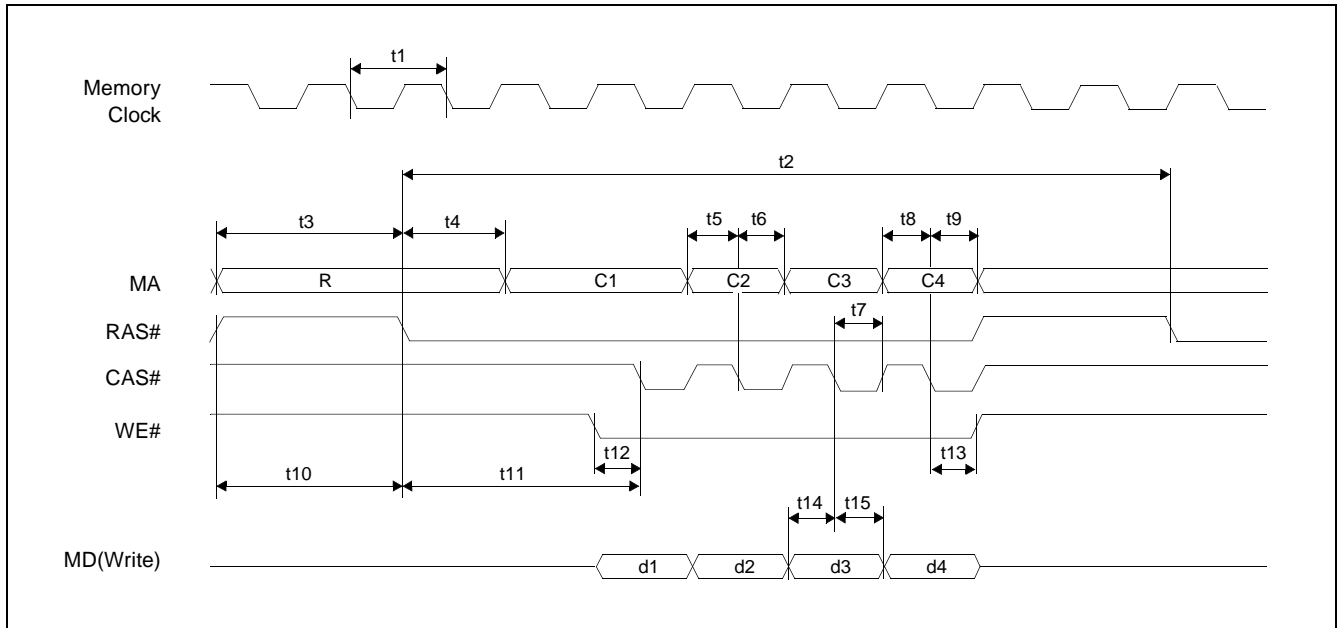 t1
Memory
Clock
t2
t3 t4 t5 t6 t8 t9
MA R C1 C2 C3 C4
t7
RAS#
CAS#
WE#
t12 t13
t10 t11
t14 t15
MD(Write) d1 d2 d3 d4